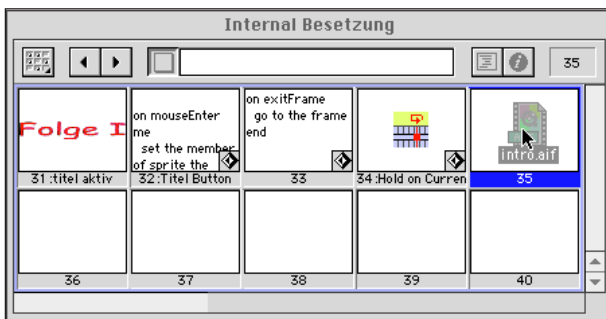 Internal Besetzung
35
Folge I
on mouseEnter
me
set the member
of sprite the
on exitFrame
go to the frame
end
intro.aif
31 :titel aktiv
32 :Titel Button
33
34 :Hold on Curren
35
36
37
38
39
40